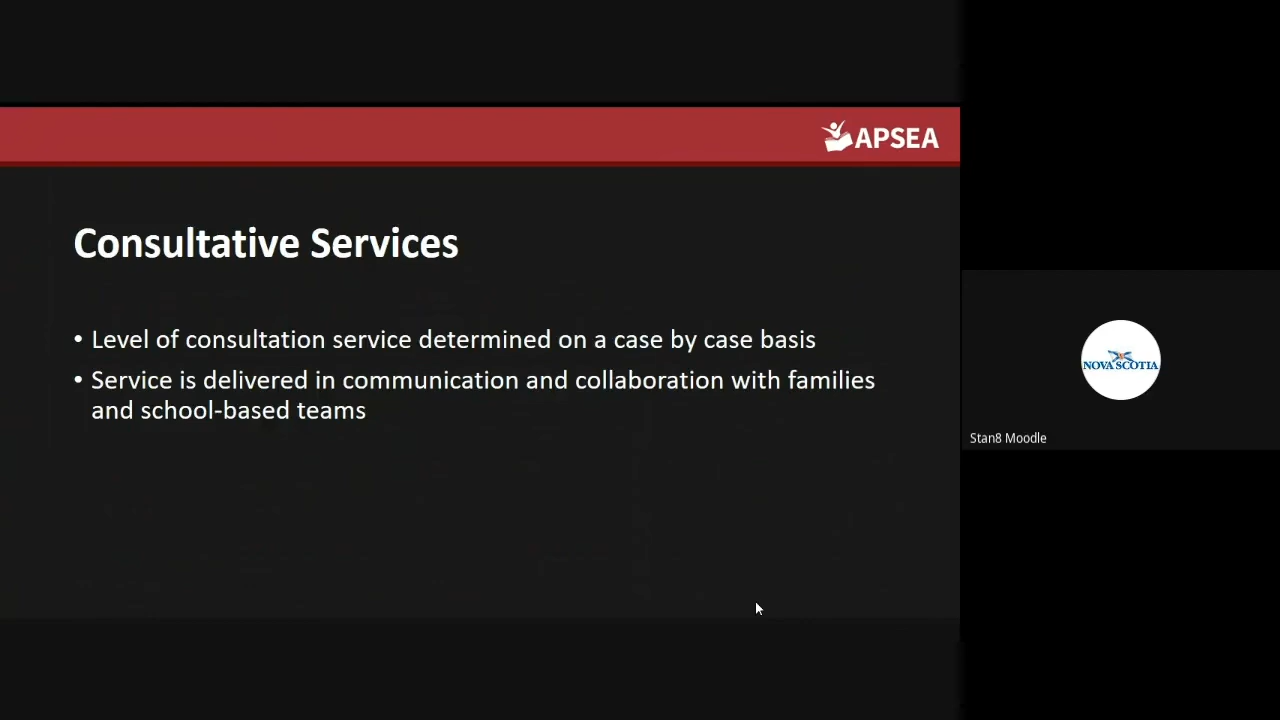 APSEA
Consultative Services
• Level of consultation service determined on a case by case basis
• Service is delivered in communication and collaboration with families
and school-based teams
NOVA SCOTIA
Stan8 Moodle